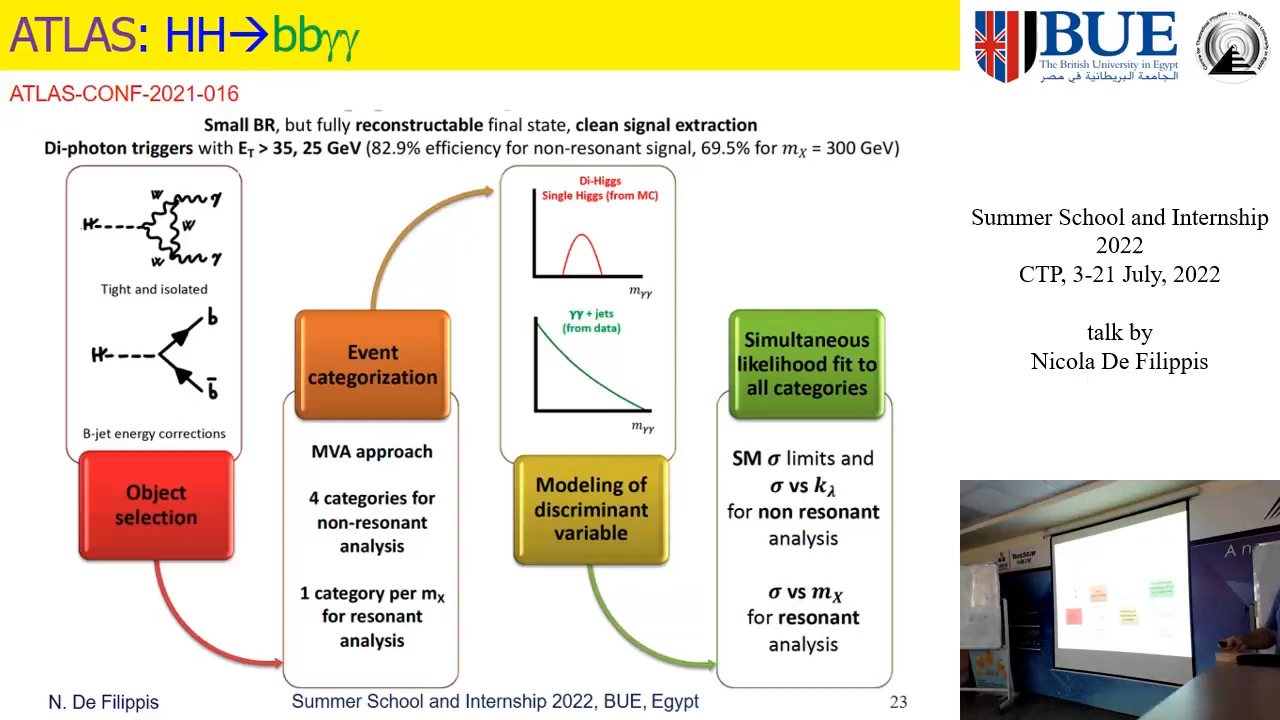 ATLAS: HH→bbγγ
ATLAS-CONF-2021-016
Small BR, but fully reconstructable final state, clean signal extraction
Di-photon triggers with E_T > 35, 25 GeV (82.9% efficiency for non-resonant signal, 69.5% for m_X = 300 GeV)
H
W
W
W
γ
γ
Tight and isolated
H
b
b̄
B-jet energy corrections
Object
selection
Event
categorization
MVA approach
4 categories for
non-resonant
analysis
1 category per m_X
for resonant
analysis
Di-Higgs
Single Higgs (from MC)
m_γγ
γγ + jets
(from data)
m_γγ
Modeling of
discriminant
variable
Simultaneous
likelihood fit to
all categories
SM σ limits and
σ vs k_λ
for non resonant
analysis
σ vs m_X
for resonant
analysis
N. De Filippis
Summer School and Internship 2022, BUE, Egypt
23
BUE
The British University in Egypt
الجامعة البريطانية في مصر
Summer School and Internship
2022
CTP, 3-21 July, 2022
talk by
Nicola De Filippis